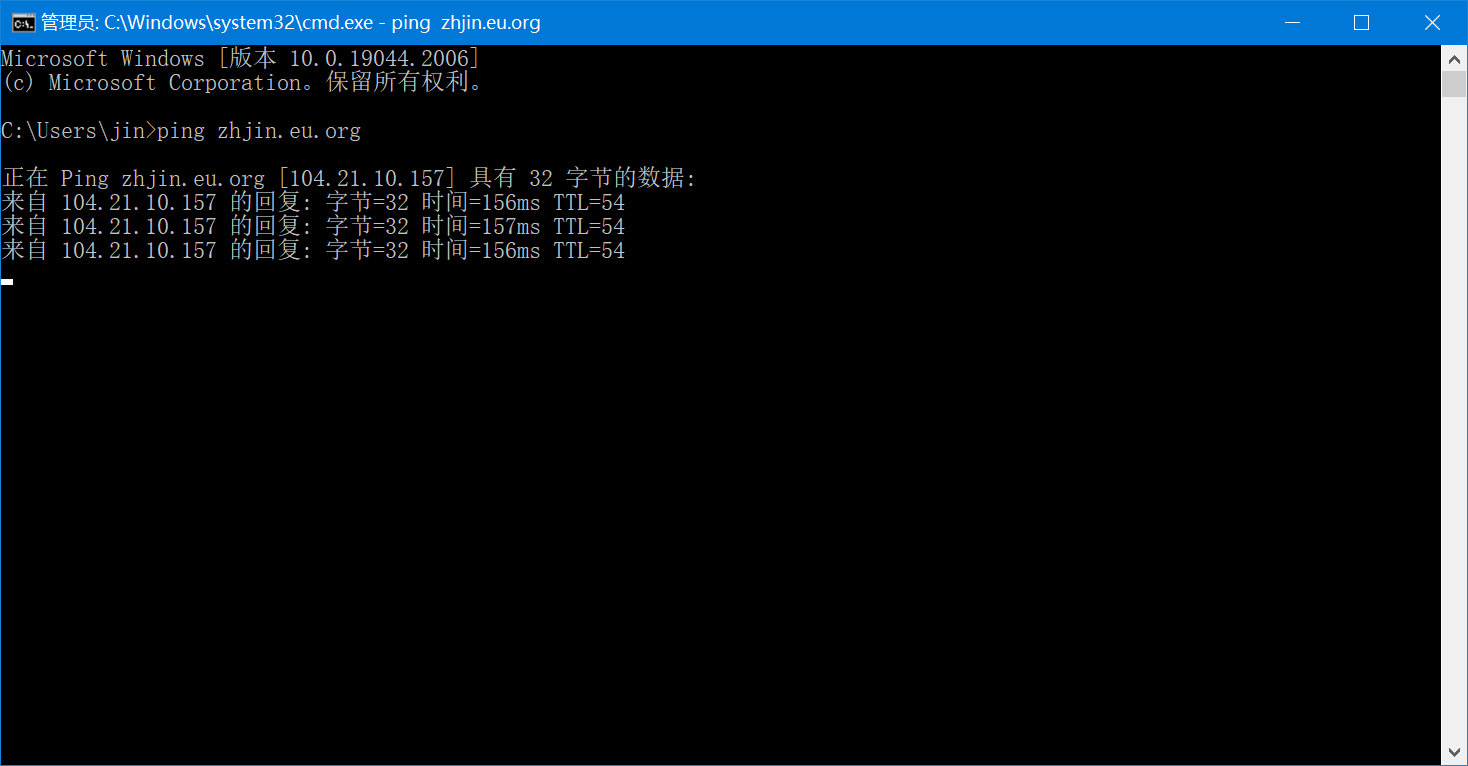 管理员: C:\Windows\system32\cmd.exe - ping  zhjin.eu.org
Microsoft Windows [版本 10.0.19044.2006]
(c) Microsoft Corporation。保留所有权利。
C:\Users\jin>ping zhjin.eu.org
正在 Ping zhjin.eu.org [104.21.10.157] 具有 32 字节的数据:
来自 104.21.10.157 的回复: 字节=32 时间=156ms TTL=54
来自 104.21.10.157 的回复: 字节=32 时间=157ms TTL=54
来自 104.21.10.157 的回复: 字节=32 时间=156ms TTL=54